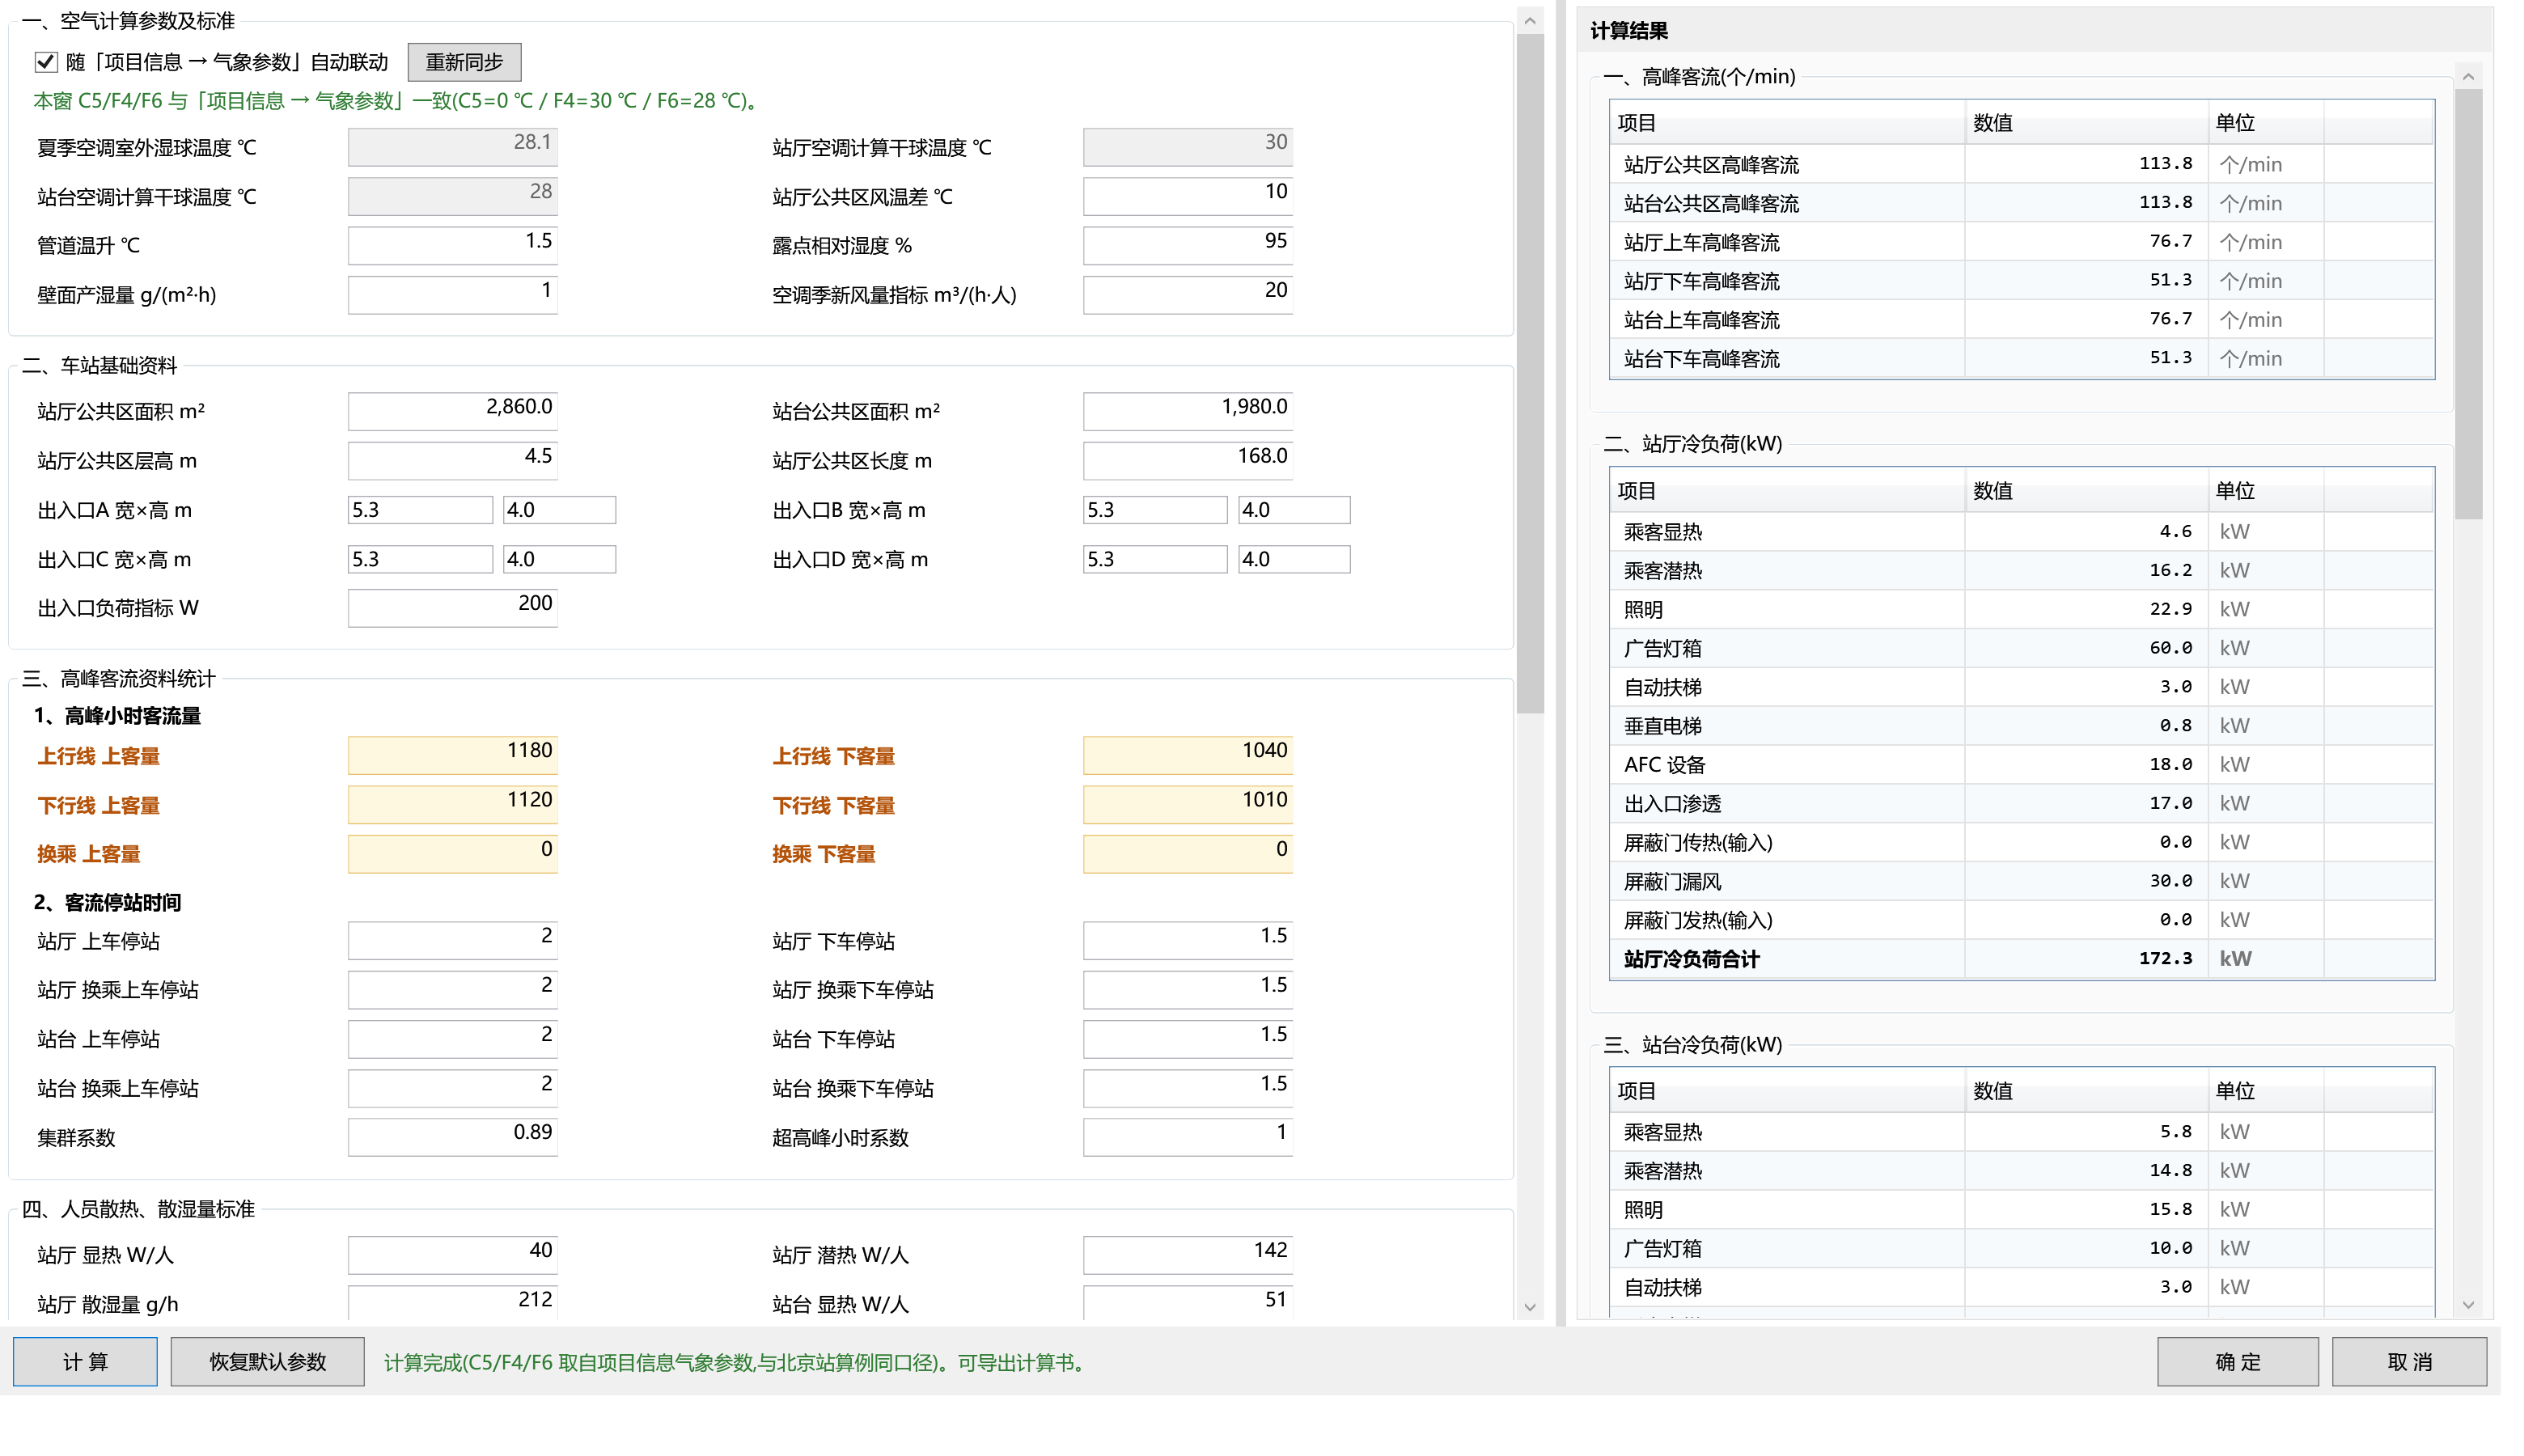 一、空气计算参数及标准
随「项目信息 → 气象参数」自动联动 重新同步
本窗 C5/F4/F6 与「项目信息 → 气象参数」一致(C5=0 ℃ / F4=30 ℃ / F6=28 ℃)。
夏季空调室外湿球温度 ℃ 28.1 站厅空调计算干球温度 ℃ 30
站台空调计算干球温度 ℃ 28 站厅公共区风温差 ℃ 10
管道温升 ℃ 1.5 露点相对湿度 % 95
壁面产湿量 g/(m²·h) 1 空调季新风量指标 m³/(h·人) 20
二、车站基础资料
站厅公共区面积 m² 2,860.0 站台公共区面积 m² 1,980.0
站厅公共区层高 m 4.5 站厅公共区长度 m 168.0
出入口A 宽×高 m 5.3 4.0 出入口B 宽×高 m 5.3 4.0
出入口C 宽×高 m 5.3 4.0 出入口D 宽×高 m 5.3 4.0
出入口负荷指标 W 200
三、高峰客流资料统计
1、高峰小时客流量
上行线 上客量 1180 上行线 下客量 1040
下行线 上客量 1120 下行线 下客量 1010
换乘 上客量 0 换乘 下客量 0
2、客流停站时间
站厅 上车停站 2 站厅 下车停站 1.5
站厅 换乘上车停站 2 站厅 换乘下车停站 1.5
站台 上车停站 2 站台 下车停站 1.5
站台 换乘上车停站 2 站台 换乘下车停站 1.5
集群系数 0.89 超高峰小时系数 1
四、人员散热、散湿量标准
站厅 显热 W/人 40 站厅 潜热 W/人 142
站厅 散湿量 g/h 212 站台 显热 W/人 51
计算结果
一、高峰客流(个/min)
项目 数值 单位
站厅公共区高峰客流 113.8 个/min
站台公共区高峰客流 113.8 个/min
站厅上车高峰客流 76.7 个/min
站厅下车高峰客流 51.3 个/min
站台上车高峰客流 76.7 个/min
站台下车高峰客流 51.3 个/min
二、站厅冷负荷(kW)
项目 数值 单位
乘客显热 4.6 kW
乘客潜热 16.2 kW
照明 22.9 kW
广告灯箱 60.0 kW
自动扶梯 3.0 kW
垂直电梯 0.8 kW
AFC 设备 18.0 kW
出入口渗透 17.0 kW
屏蔽门传热(输入) 0.0 kW
屏蔽门漏风 30.0 kW
屏蔽门发热(输入) 0.0 kW
站厅冷负荷合计 172.3 kW
三、站台冷负荷(kW)
项目 数值 单位
乘客显热 5.8 kW
乘客潜热 14.8 kW
照明 15.8 kW
广告灯箱 10.0 kW
自动扶梯 3.0 kW
计 算 恢复默认参数 计算完成(C5/F4/F6 取自项目信息气象参数,与北京站算例同口径)。可导出计算书。 确 定 取 消